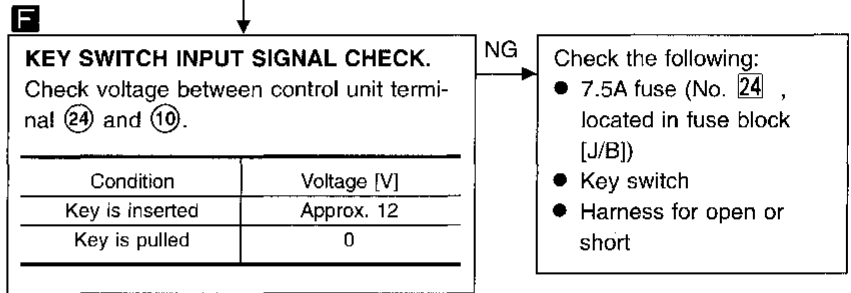 F
KEY SWITCH INPUT SIGNAL CHECK.
Check voltage between control unit termi-
nal 24 and 10.
Condition Voltage [V]
Key is inserted Approx. 12
Key is pulled 0
NG
Check the following:
● 7.5A fuse (No. 24 ,
located in fuse block
[J/B])
● Key switch
● Harness for open or
short